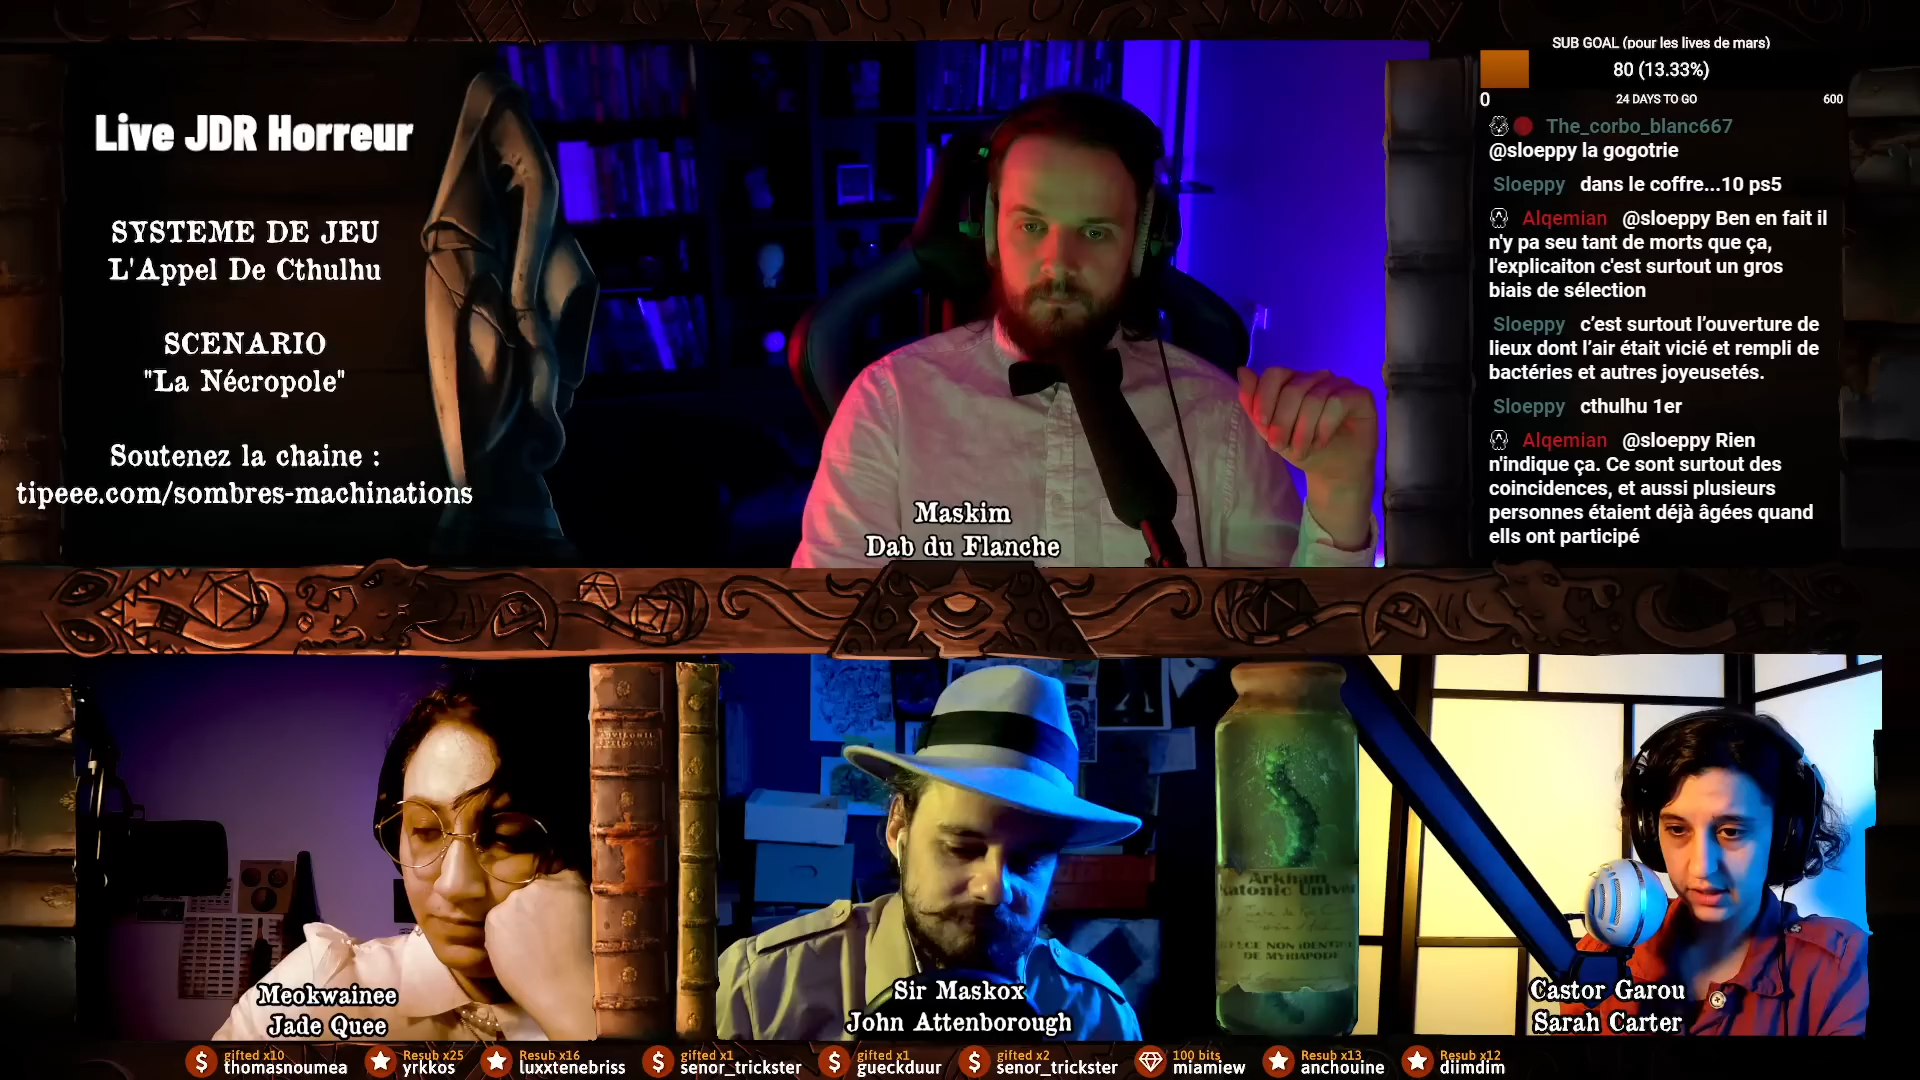 Live JDR Horreur
SYSTEME DE JEU
L'Appel De Cthulhu
SCENARIO
"La Nécropole"
Soutenez la chaine :
tipeee.com/sombres-machinations
Maskim
Dab du Flanche
SUB GOAL (pour les lives de mars)
80 (13.33%)
0
24 DAYS TO GO
600
The_corbo_blanc667
@sloeppy la gogotrie
Sloeppy dans le coffre...10 ps5
Alqemian @sloeppy Ben en fait il
n'y pa seu tant de morts que ça,
l'explicaiton c'est surtout un gros
biais de sélection
Sloeppy c’est surtout l’ouverture de
lieux dont l’air était vicié et rempli de
bactéries et autres joyeusetés.
Sloeppy cthulhu 1er
Alqemian @sloeppy Rien
n'indique ça. Ce sont surtout des
coincidences, et aussi plusieurs
personnes étaient déjà âgées quand
ells ont participé
Meokwainee
Jade Quee
Sir Maskox
John Attenborough
Arkham
katonic Univer
NON IDENTI
DE MYRIAPODE
Castor Garou
Sarah Carter
gifted x10
thomasnoumea
Resub x25
yrkkos
Resub x16
luxxtenebriss
gifted x1
senor_trickster
gifted x1
gueckduur
gifted x2
senor_trickster
100 bits
miamiew
Resub x13
anchouine
Resub x12
diimdim